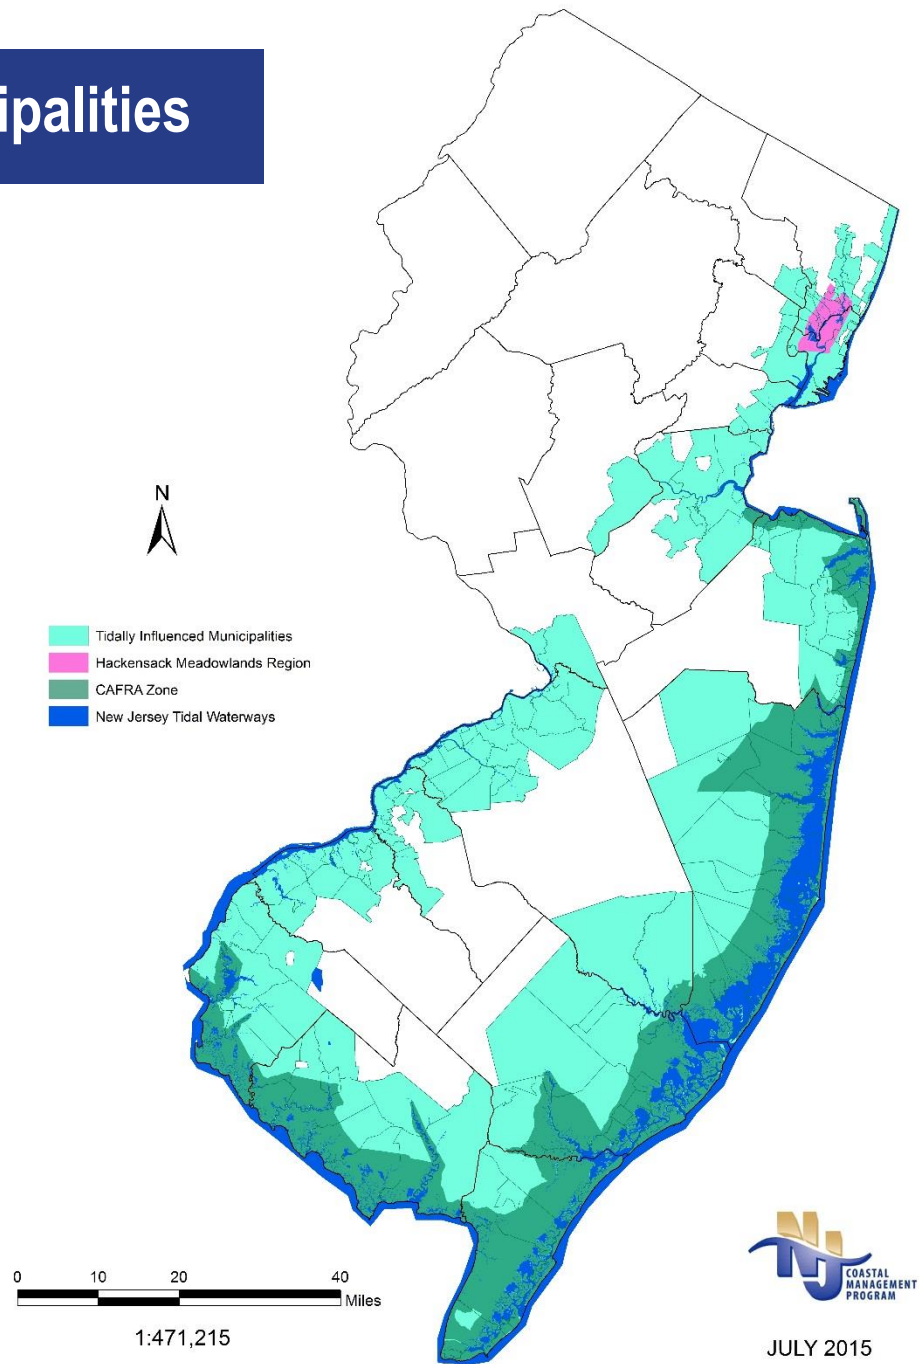 ipalities
N
Tidally Influenced Municipalities
Hackensack Meadowlands Region
CAFRA Zone
New Jersey Tidal Waterways
0 10 20 40
Miles
1:471,215
NJ
COASTAL
MANAGEMENT
PROGRAM
JULY 2015